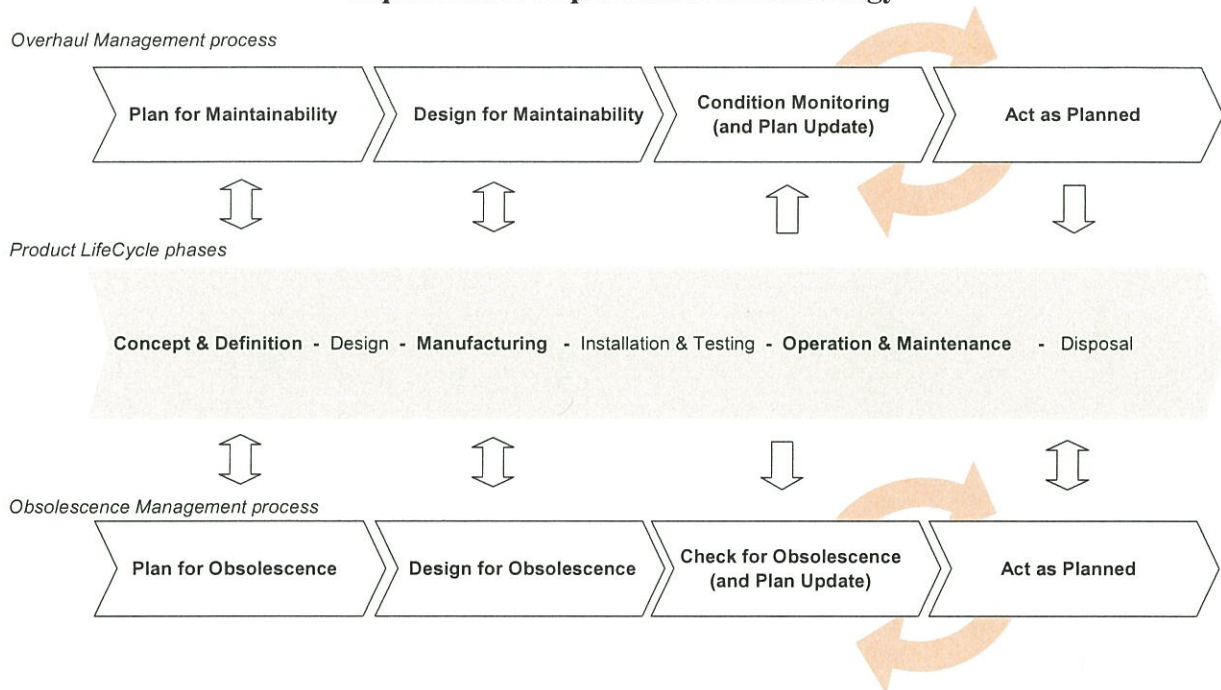 Overhaul Management process
Plan for Maintainability
Design for Maintainability
Condition Monitoring
(and Plan Update)
Act as Planned
Product LifeCycle phases
Concept & Definition - Design - Manufacturing - Installation & Testing - Operation & Maintenance - Disposal
Obsolescence Management process
Plan for Obsolescence
Design for Obsolescence
Check for Obsolescence
(and Plan Update)
Act as Planned